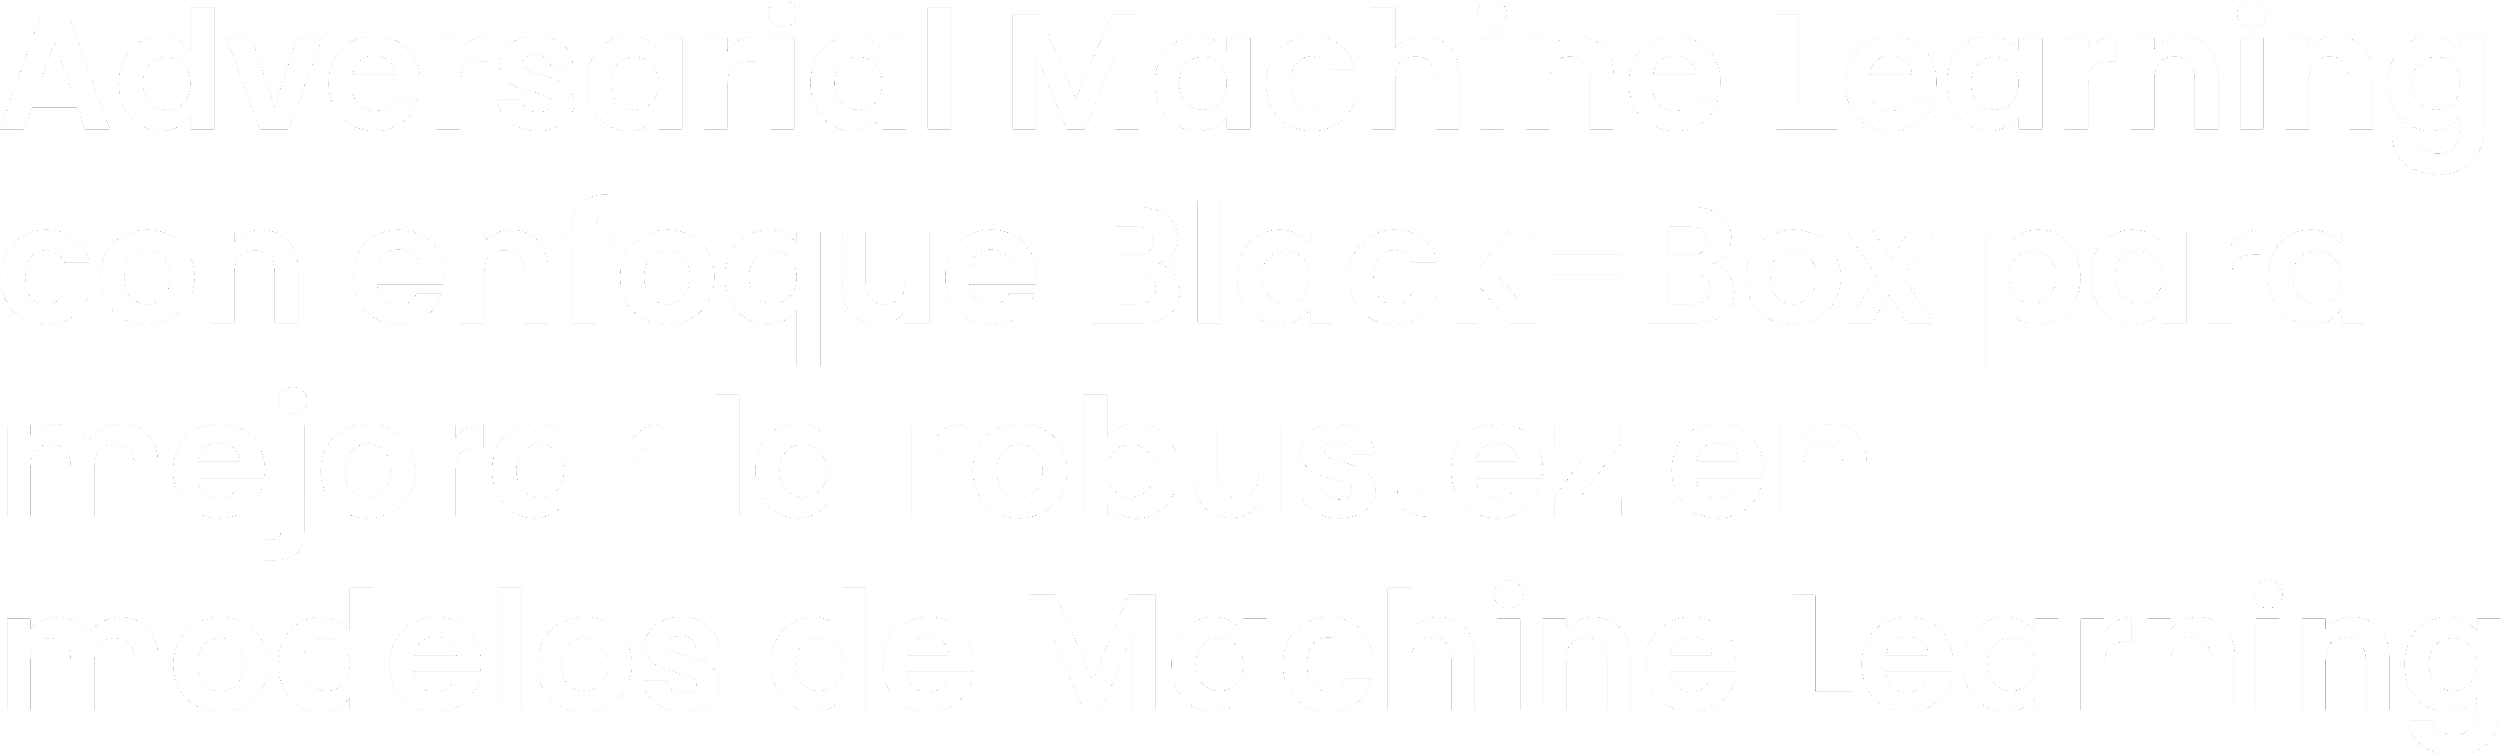 Adversarial Machine Learning
con enfoque Black-Box para
mejorar la robustez en
modelos de Machine Learning